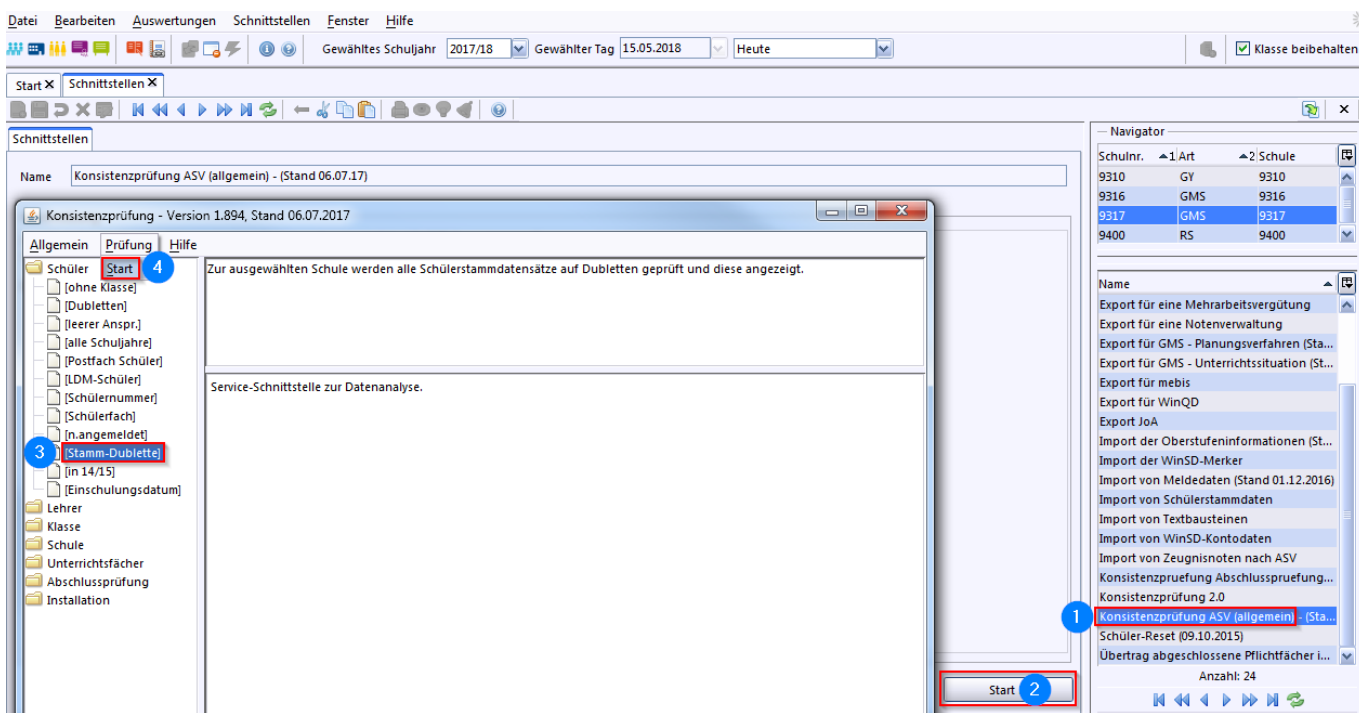 Datei Bearbeiten Auswertungen Schnittstellen Fenster Hilfe
Gewähltes Schuljahr 2017/18 Gewählter Tag 15.05.2018 Heute Klasse beibehalten
Start Schnittstellen
Schnittstellen
Name Konsistenzprüfung ASV (allgemein) - (Stand 06.07.17)
Konsistenzprüfung - Version 1.894, Stand 06.07.2017
Allgemein Prüfung Hilfe
Start 4
Schüler
[ohne Klasse]
[Dubletten]
[leerer Anspr.]
[alle Schuljahre]
[Postfach Schüler]
[LDM-Schüler]
[Schülernummer]
[Schülerfach]
[n.angemeldet]
3 [Stamm-Dublette]
[in 14/15]
[Einschulungsdatum]
Lehrer
Klasse
Schule
Unterrichtsfächer
Abschlussprüfung
Installation
Zur ausgewählten Schule werden alle Schülerstammdatensätze auf Dubletten geprüft und diese angezeigt.
Service-Schnittstelle zur Datenanalyse.
Start 2
Navigator
Schulnr. 1 Art 2 Schule
9310 GY 9310
9316 GMS 9316
9317 GMS 9317
9400 RS 9400
Name
Export für eine Mehrarbeitsvergütung
Export für eine Notenverwaltung
Export für GMS - Planungsverfahren (Sta...
Export für GMS - Unterrichtssituation (St...
Export für mebis
Export für WinQD
Export JoA
Import der Oberstufeninformationen (St...
Import der WinSD-Merker
Import von Meldedaten (Stand 01.12.2016)
Import von Schülerstammdaten
Import von Textbausteinen
Import von WinSD-Kontodaten
Import von Zeugnisnoten nach ASV
Konsistenzpruefung Abschlusspruefung...
Konsistenzprüfung 2.0
1 Konsistenzprüfung ASV (allgemein) - (Sta...
Schüler-Reset (09.10.2015)
Übertrag abgeschlossene Pflichtfächer i...
Anzahl: 24